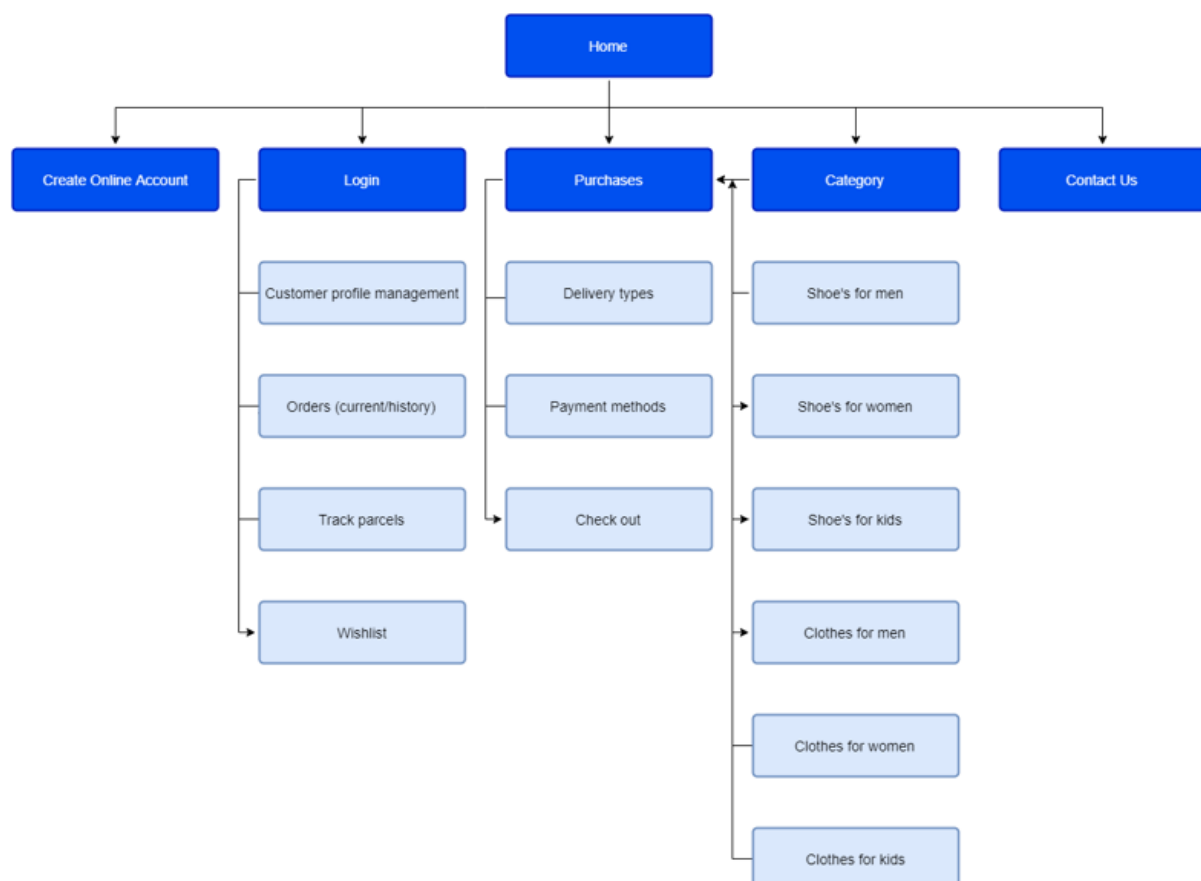 Home
Create Online Account
Login
Purchases
Category
Contact Us
Customer profile management
Delivery types
Shoe's for men
Orders (current/history)
Payment methods
Shoe's for women
Track parcels
Check out
Shoe's for kids
Wishlist
Clothes for men
Clothes for women
Clothes for kids